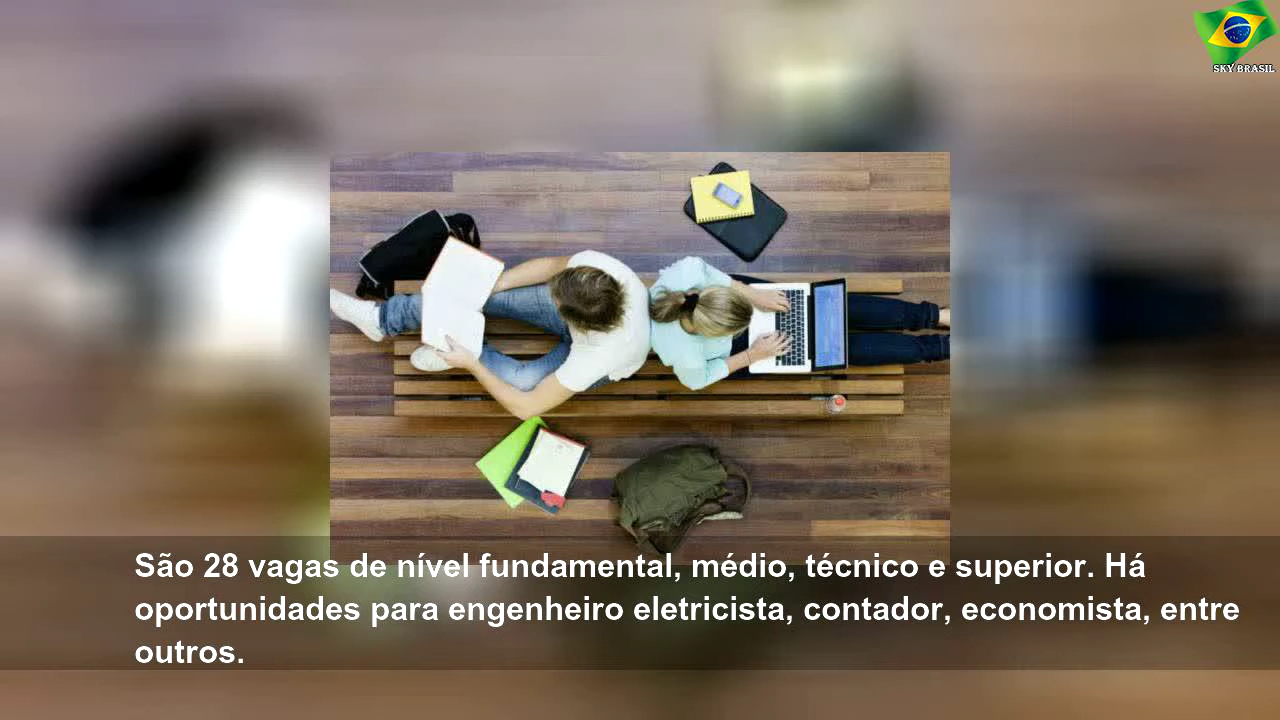 SKY BRASIL
São 28 vagas de nível fundamental, médio, técnico e superior. Há
oportunidades para engenheiro eletricista, contador, economista, entre
outros.